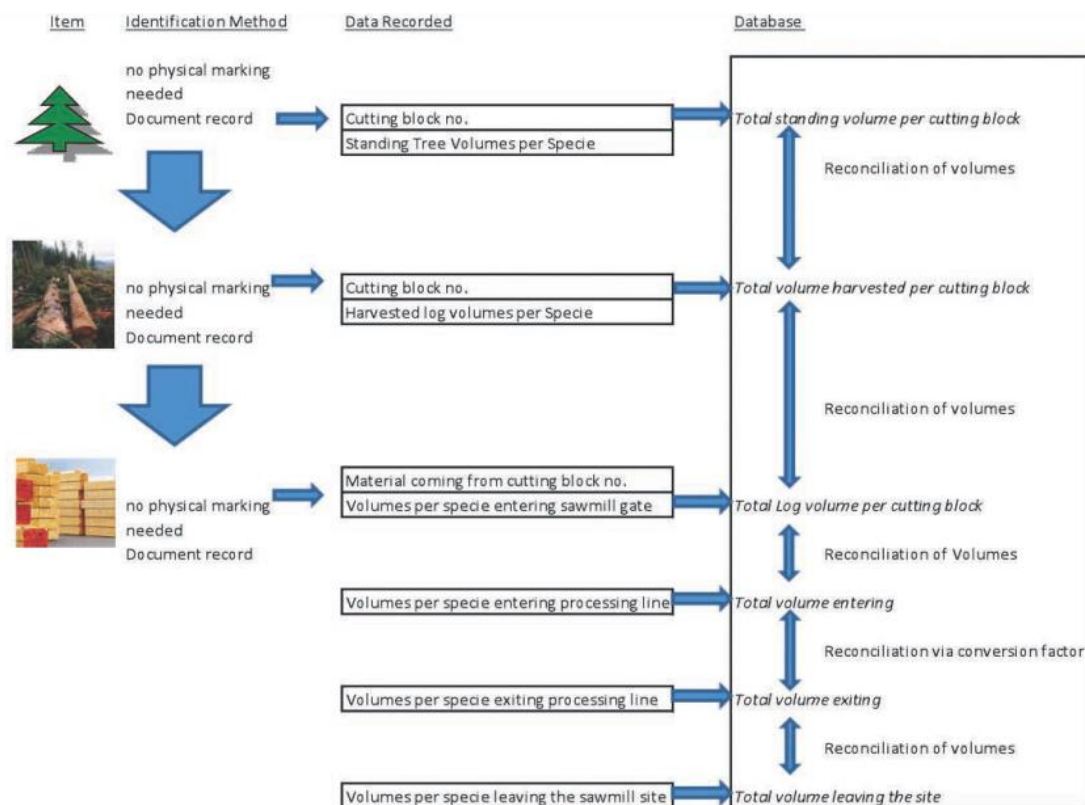 Item
Identification Method
Data Recorded
Database
no physical marking
needed
Document record
Cutting block no.
Standing Tree Volumes per Specie
Total standing volume per cutting block
Reconciliation of volumes
no physical marking
needed
Document record
Cutting block no.
Harvested log volumes per Specie
Total volume harvested per cutting block
Reconciliation of volumes
no physical marking
needed
Document record
Material coming from cutting block no.
Volumes per specie entering sawmill gate
Total Log volume per cutting block
Reconciliation of Volumes
Volumes per specie entering processing line
Total volume entering
Reconciliation via conversion factor
Volumes per specie exiting processing line
Total volume exiting
Reconciliation of volumes
Volumes per specie leaving the sawmill site
Total volume leaving the site